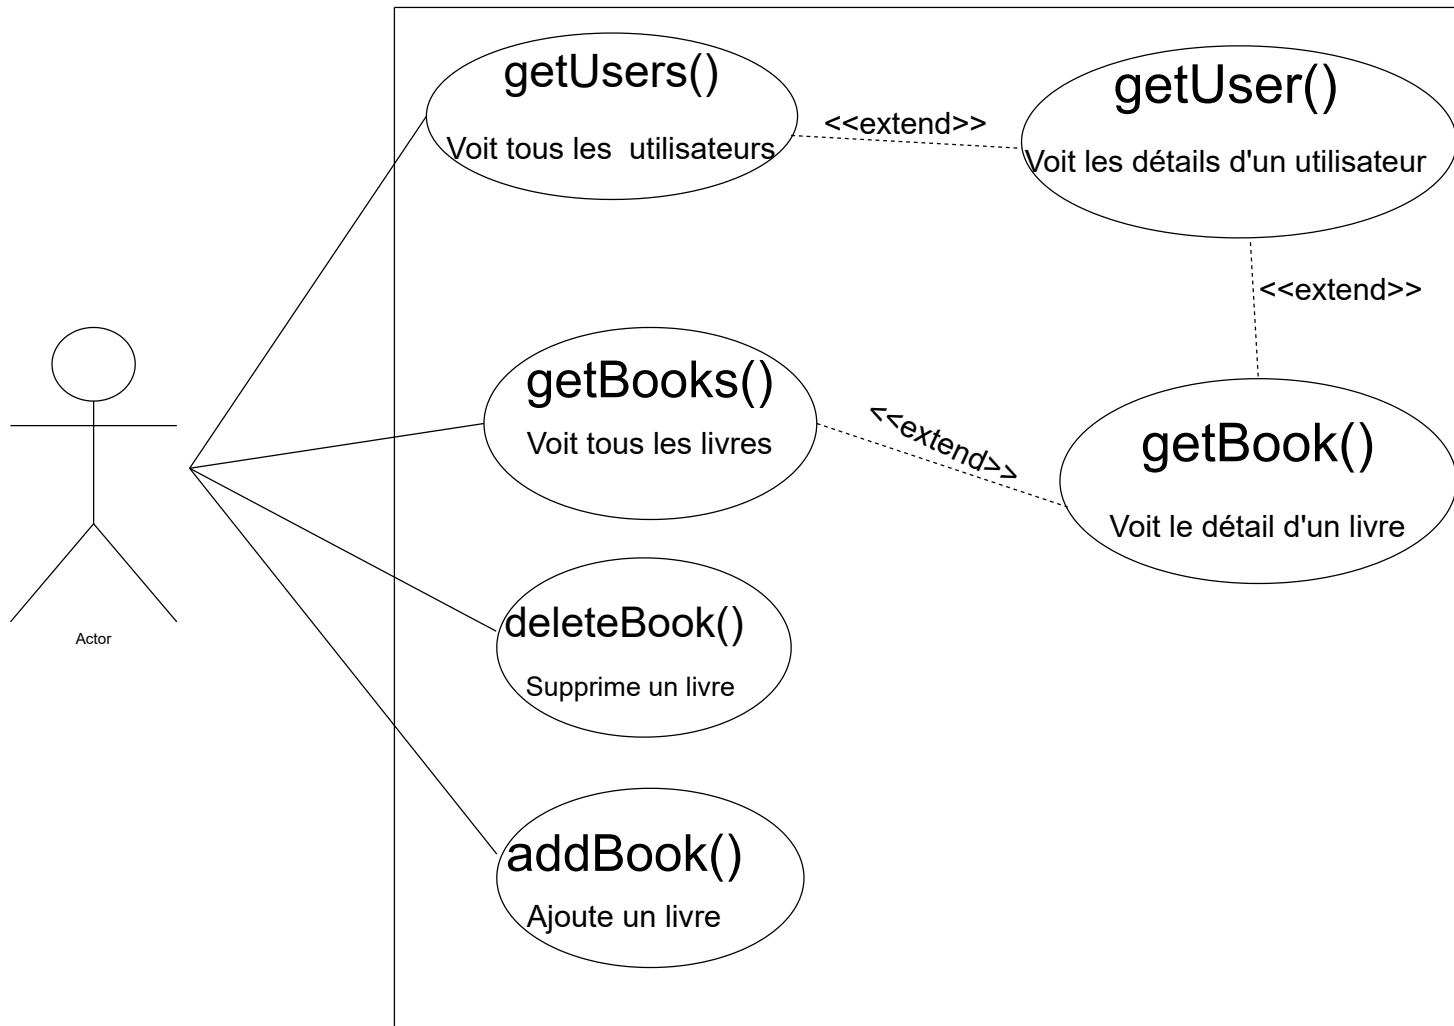 getUsers()
Voit tous les  utilisateurs
<<extend>>
getUser()
Voit les détails d'un utilisateur
<<extend>>
getBooks()
Voit tous les livres
<<extend>>
getBook()
Voit le détail d'un livre
deleteBook()
Supprime un livre
Actor
addBook()
Ajoute un livre